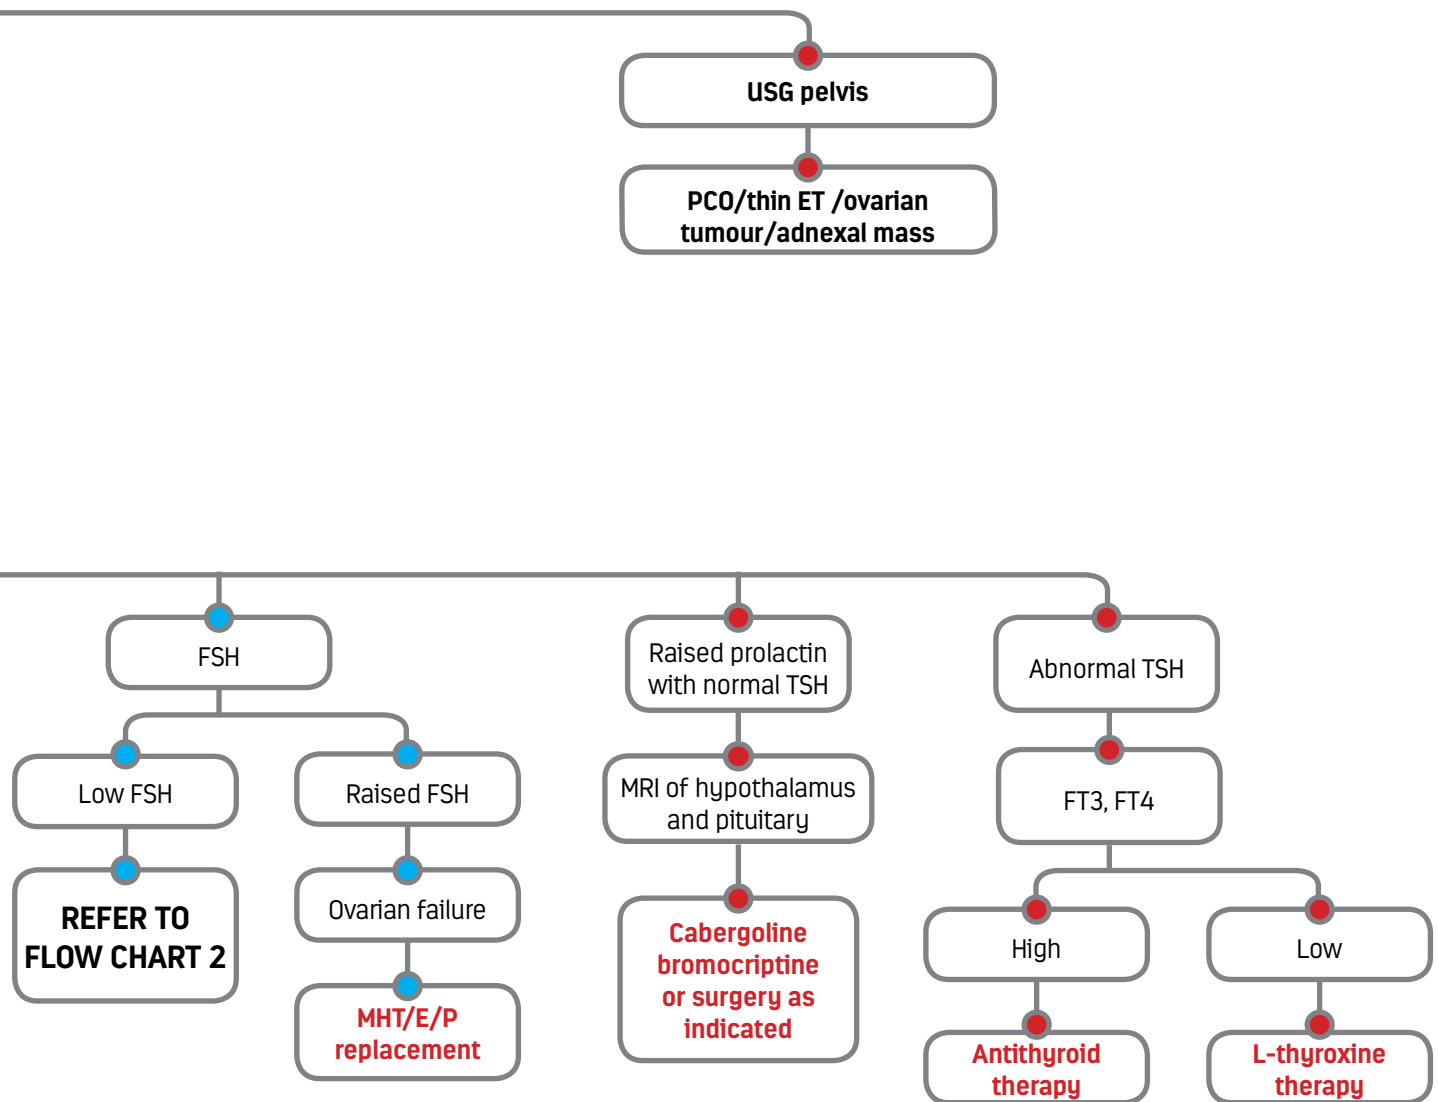 USG pelvis
PCO/thin ET /ovarian
tumour/adnexal mass
FSH
Low FSH
REFER TO
FLOW CHART 2
Raised FSH
Ovarian failure
MHT/E/P
replacement
Raised prolactin
with normal TSH
MRI of hypothalamus
and pituitary
Cabergoline
bromocriptine
or surgery as
indicated
Abnormal TSH
FT3, FT4
High
Antithyroid
therapy
Low
L-thyroxine
therapy